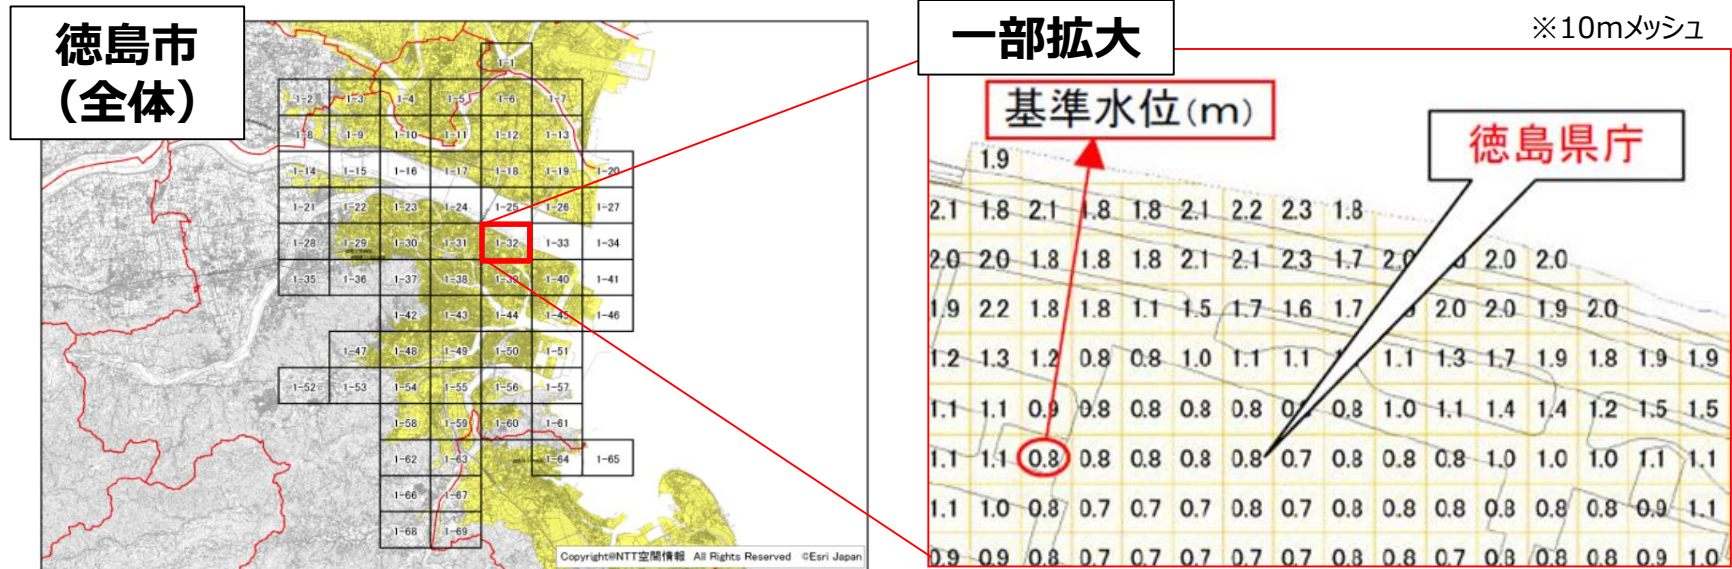 徳島市
（全体）
1-1
1-2 1-3 1-4 1-5 1-6 1-7
1-8 1-9 1-10 1-11 1-12 1-13
1-14 1-15 1-16 1-17 1-18 1-19 1-20
1-21 1-22 1-23 1-24 1-25 1-26 1-27
1-28 1-29 1-30 1-31 1-32 1-33 1-34
1-35 1-36 1-37 1-38 1-39 1-40 1-41
1-42 1-43 1-44 1-45 1-46
1-47 1-48 1-49 1-50 1-51
1-52 1-53 1-54 1-55 1-56 1-57
1-58 1-59 1-60 1-61
1-62 1-63 1-64 1-65
1-66 1-67
1-68 1-69
Copyright©NTT空間情報 All Rights Reserved ©Esri Japan
一部拡大
※10mメッシュ
基準水位(m)
徳島県庁
1.9
2.1 1.8 2.1 1.8 1.8 2.1 2.2 2.3 1.8
2.0 2.0 1.8 1.8 1.8 2.1 2.1 2.3 1.7 2.0 2.0 2.0
1.9 2.2 1.8 1.8 1.1 1.5 1.7 1.6 1.7 2.0 2.0 1.9 2.0
1.2 1.3 1.2 0.8 0.8 1.0 1.1 1.1 1.1 1.3 1.7 1.9 1.8 1.9 1.9
1.1 1.1 0.9 0.8 0.8 0.8 0.8 0.8 1.0 1.1 1.4 1.4 1.2 1.5 1.5
1.1 1.1 0.8 0.8 0.8 0.8 0.8 0.7 0.8 0.8 0.8 1.0 1.0 1.0 1.1 1.1
1.1 1.0 0.8 0.7 0.7 0.7 0.8 0.7 0.8 0.8 0.8 0.8 0.8 0.8 0.9 1.1
0.9 0.9 0.8 0.7 0.7 0.7 0.7 0.7 0.8 0.8 0.7 0.8 0.8 0.8 0.9 1.0